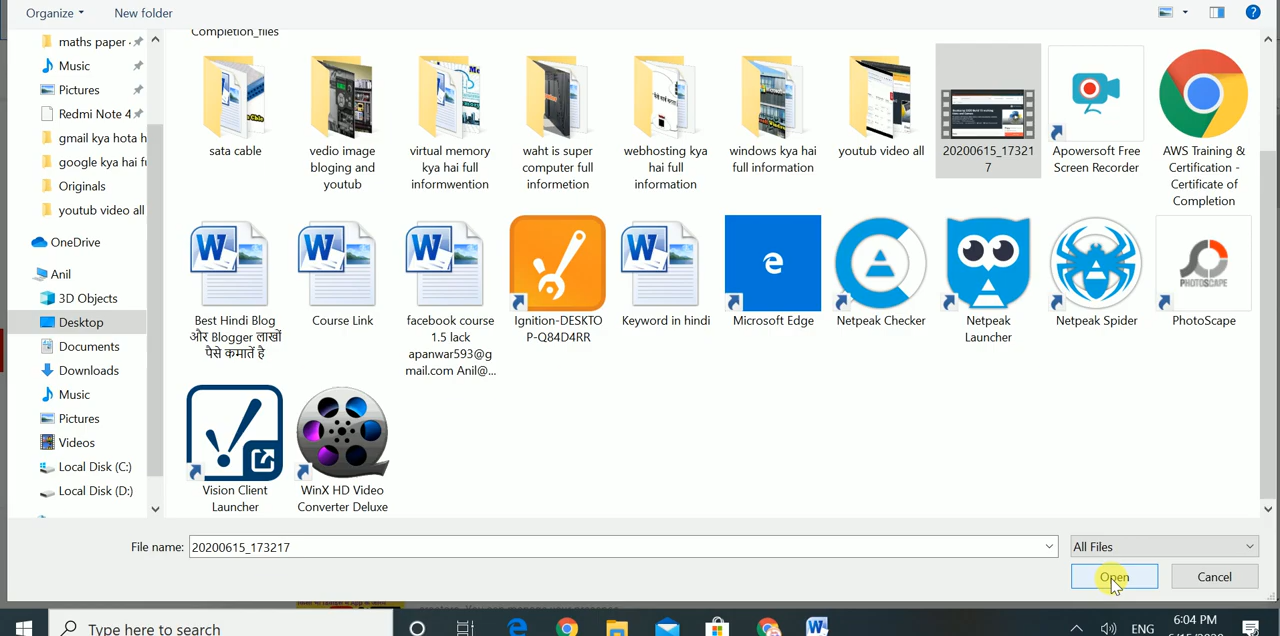 Organize
New folder
Completion_files
maths paper
Music
Pictures
Redmi Note 4
gmail kya hota h
google kya hai fu
Originals
youtub video all
OneDrive
Anil
3D Objects
Desktop
Documents
Downloads
Music
Pictures
Videos
Local Disk (C:)
Local Disk (D:)
sata cable
vedio image
bloging and
youtub
virtual memory
kya hai full
informwention
waht is super
computer full
informetion
webhosting kya
hai full
information
windows kya hai
full information
youtub video all
20200615_17321
7
Apowersoft Free
Screen Recorder
AWS Training &
Certification -
Certificate of
Completion
Best Hindi Blog
और Blogger लाखों
पैसे कमातें है
Course Link
facebook course
1.5 lack
apanwar593@g
mail.com Anil@...
Ignition-DESKTO
P-Q84D4RR
Keyword in hindi
Microsoft Edge
Netpeak Checker
Netpeak
Launcher
Netpeak Spider
PHOTOSCAPE
PhotoScape
Vision Client
Launcher
WinX HD Video
Converter Deluxe
File name:
20200615_173217
All Files
Open
Cancel
Type here to search
ENG
6:04 PM